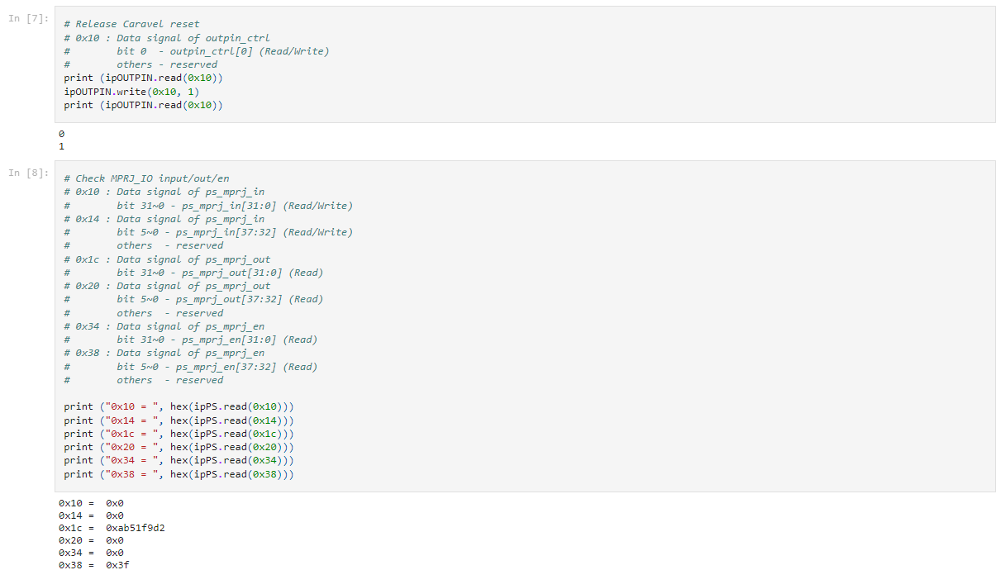 In [7]:
# Release Caravel reset
# 0x10 : Data signal of outpin_ctrl
#        bit 0  - outpin_ctrl[0] (Read/Write)
#        others - reserved
print (ipOUTPIN.read(0x10))
ipOUTPIN.write(0x10, 1)
print (ipOUTPIN.read(0x10))
0
1
In [8]:
# Check MPRJ_IO input/out/en
# 0x10 : Data signal of ps_mprj_in
#        bit 31~0 - ps_mprj_in[31:0] (Read/Write)
# 0x14 : Data signal of ps_mprj_in
#        bit 5~0 - ps_mprj_in[37:32] (Read/Write)
#        others  - reserved
# 0x1c : Data signal of ps_mprj_out
#        bit 31~0 - ps_mprj_out[31:0] (Read)
# 0x20 : Data signal of ps_mprj_out
#        bit 5~0 - ps_mprj_out[37:32] (Read)
#        others  - reserved
# 0x34 : Data signal of ps_mprj_en
#        bit 31~0 - ps_mprj_en[31:0] (Read)
# 0x38 : Data signal of ps_mprj_en
#        bit 5~0 - ps_mprj_en[37:32] (Read)
#        others  - reserved
print ("0x10 = ", hex(ipPS.read(0x10)))
print ("0x14 = ", hex(ipPS.read(0x14)))
print ("0x1c = ", hex(ipPS.read(0x1c)))
print ("0x20 = ", hex(ipPS.read(0x20)))
print ("0x34 = ", hex(ipPS.read(0x34)))
print ("0x38 = ", hex(ipPS.read(0x38)))
0x10 =  0x0
0x14 =  0x0
0x1c =  0xab51f9d2
0x20 =  0x0
0x34 =  0x0
0x38 =  0x3f